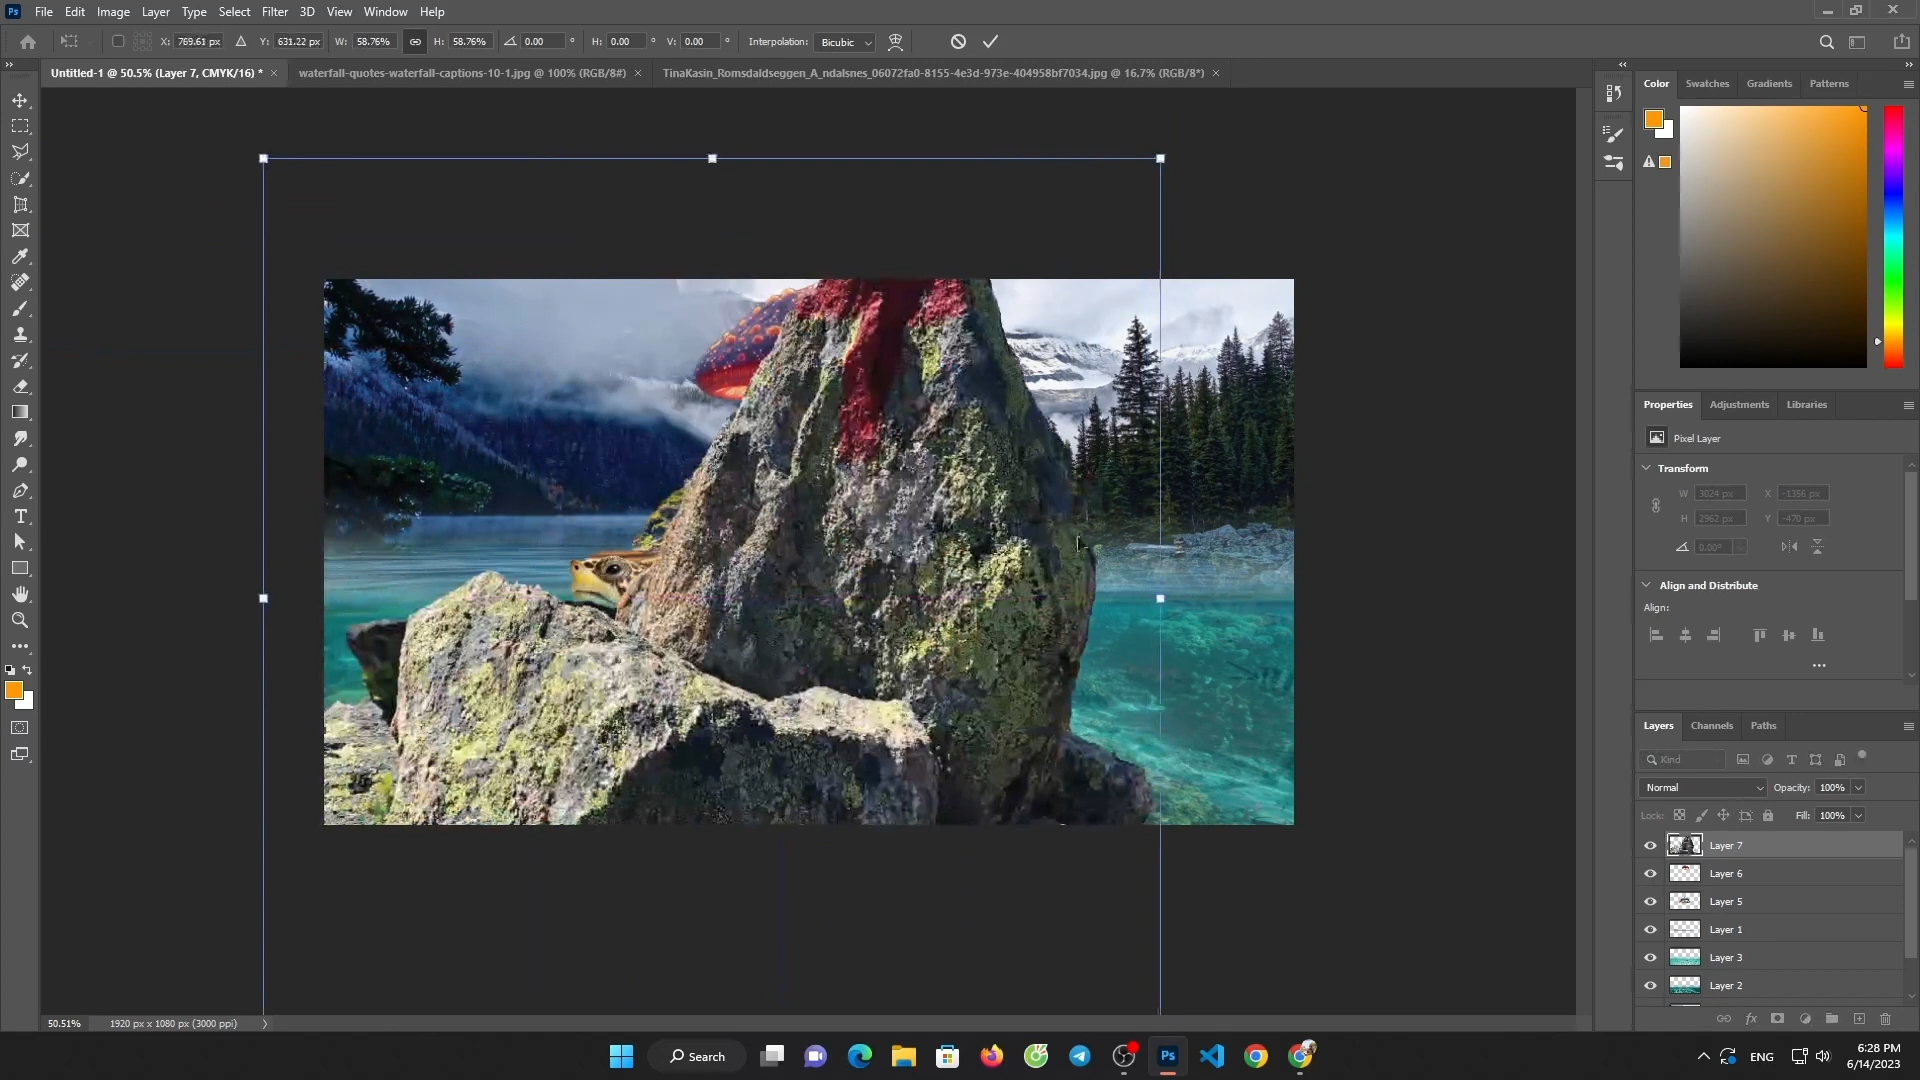 Ps File Edit Image Layer Type Select Filter 3D View Window Help
X: 769.61 px Y: 631.22 px W: 58.76% H: 58.76% 0.00 ° H: 0.00 ° V: 0.00 ° Interpolation: Bicubic
Untitled-1 @ 50.5% (Layer 7, CMYK/16) * × waterfall-quotes-waterfall-captions-10-1.jpg @ 100% (RGB/8#) × TinaKasin_Romsdaldseggen_A_ndalsnes_06072fa0-8155-4e3d-973e-404958bf7034.jpg @ 16.7% (RGB/8*) ×
Color Swatches Gradients Patterns
Properties Adjustments Libraries
Pixel Layer
Transform
W 3024 px X -1356 px
H 2962 px Y -470 px
0.00°
Align and Distribute
Align:
Layers Channels Paths
Kind
Normal Opacity: 100%
Lock: Fill: 100%
Layer 7
Layer 6
Layer 5
Layer 1
Layer 3
Layer 2
50.51% 1920 px x 1080 px (3000 ppi)
Search Ps ENG 6:28 PM
6/14/2023